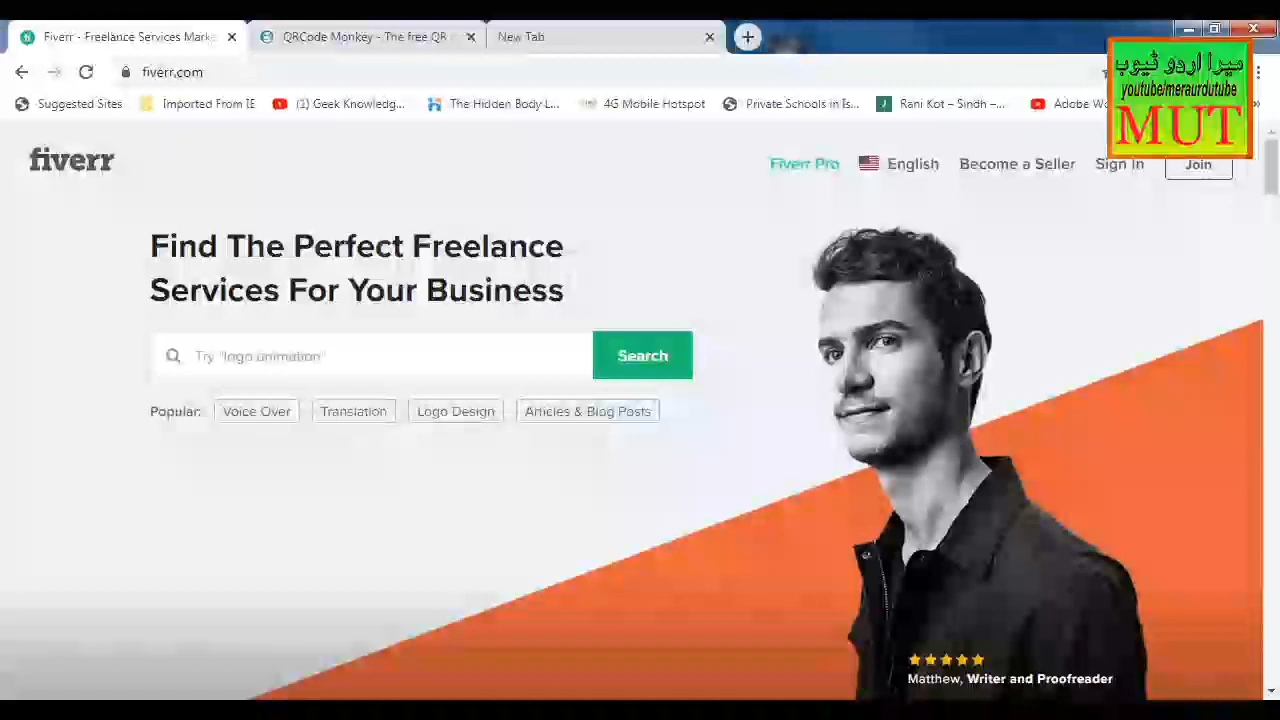 Fiverr - Freelance Services Marke
QRCode Monkey - The free QR
New Tab
fiverr.com
Suggested Sites
Imported From IE
(1) Geek Knowledg...
The Hidden Body L...
4G Mobile Hotspot
Private Schools in Is...
Rani Kot – Sindh –...
Adobe
»
میرا اردو ٹیوب
youtube/meraurdutube
MUT
fiverr
Fiverr Pro
English
Become a Seller
Sign In
Join
Find The Perfect Freelance
Services For Your Business
Try "logo animation"
Search
Popular:
Voice Over
Translation
Logo Design
Articles & Blog Posts
Matthew, Writer and Proofreader